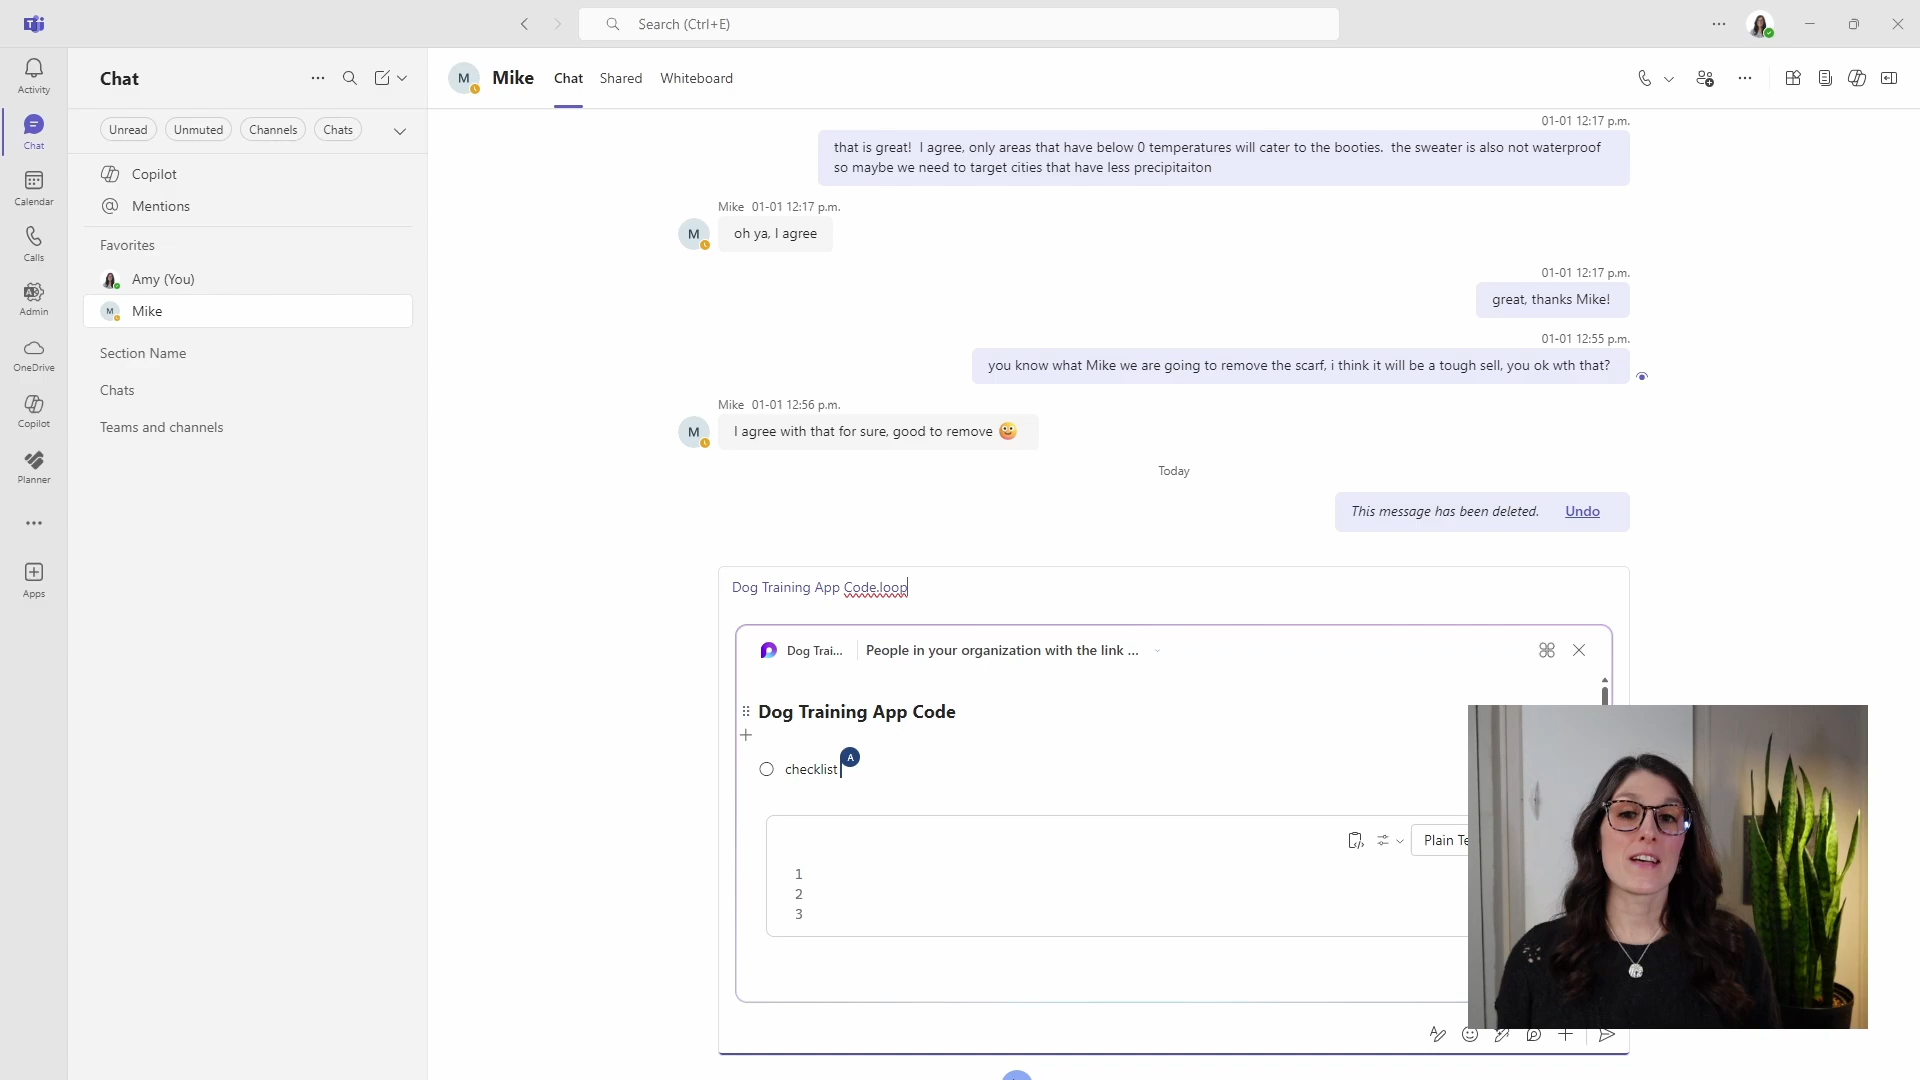 Search (Ctrl+E)
Activity
Chat
Calendar
Calls
Admin
OneDrive
Copilot
Planner
Apps
Chat
Unread
Unmuted
Channels
Chats
Copilot
Mentions
Favorites
Amy (You)
M
Mike
Section Name
Chats
Teams and channels
M
Mike
Chat
Shared
Whiteboard
01-01 12:17 p.m.
that is great!  I agree, only areas that have below 0 temperatures will cater to the booties.  the sweater is also not waterproof
so maybe we need to target cities that have less precipitaiton
Mike 01-01 12:17 p.m.
M
oh ya, I agree
01-01 12:17 p.m.
great, thanks Mike!
01-01 12:55 p.m.
you know what Mike we are going to remove the scarf, i think it will be a tough sell, you ok wth that?
Mike 01-01 12:56 p.m.
M
I agree with that for sure, good to remove
Today
This message has been deleted. Undo
Dog Training App Code.loop
Dog Trai...
People in your organization with the link ...
Dog Training App Code
A
checklist
Plain Te
1
2
3